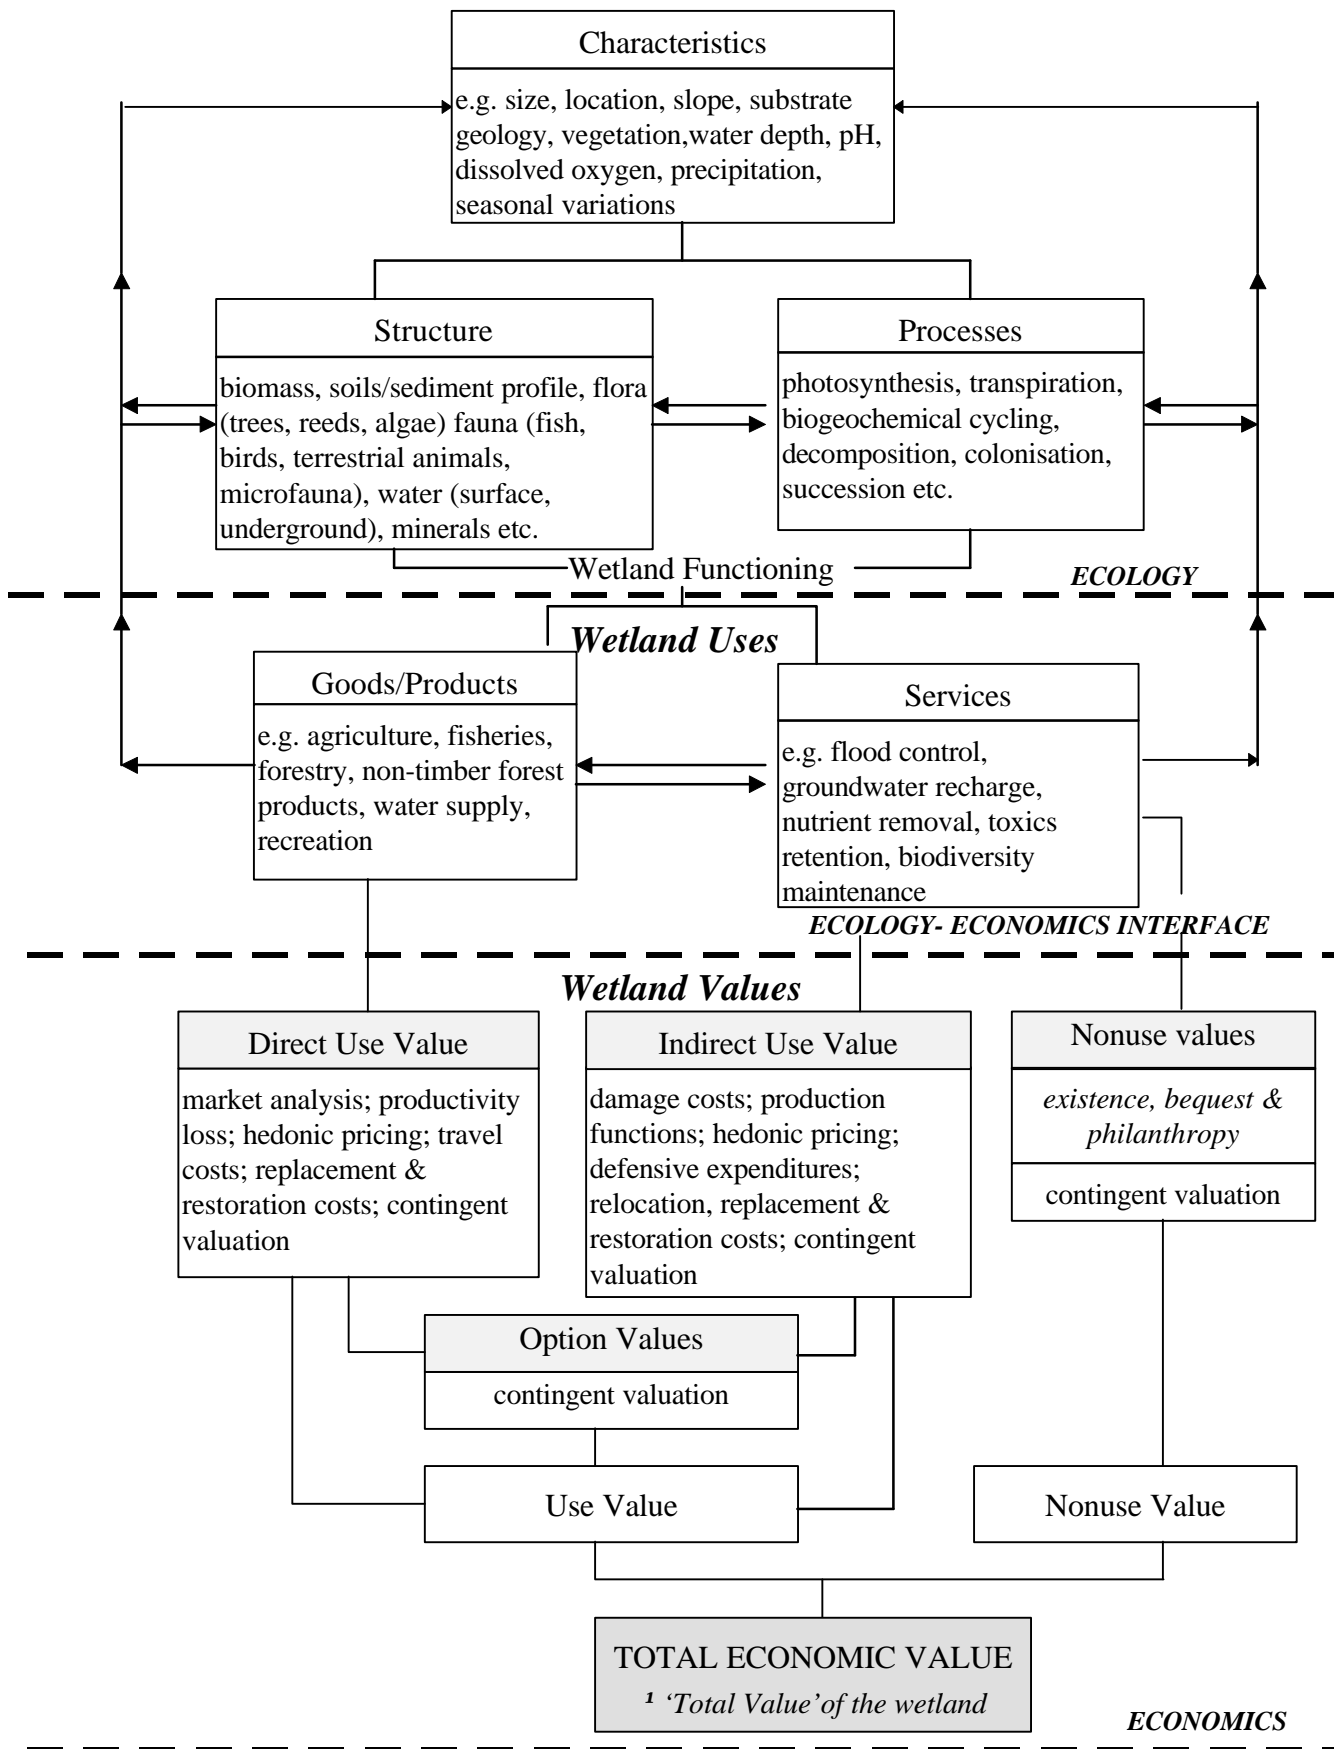 Characteristics
e.g. size, location, slope, substrate
geology, vegetation,water depth, pH,
dissolved oxygen, precipitation,
seasonal variations
Structure
biomass, soils/sediment profile, flora
(trees, reeds, algae) fauna (fish,
birds, terrestrial animals,
microfauna), water (surface,
underground), minerals etc.
Processes
photosynthesis, transpiration,
biogeochemical cycling,
decomposition, colonisation,
succession etc.
Wetland Functioning
ECOLOGY
Wetland Uses
Goods/Products
e.g. agriculture, fisheries,
forestry, non-timber forest
products, water supply,
recreation
Services
e.g. flood control,
groundwater recharge,
nutrient removal, toxics
retention, biodiversity
maintenance
ECOLOGY- ECONOMICS INTERFACE
Wetland Values
Direct Use Value
market analysis; productivity
loss; hedonic pricing; travel
costs; replacement &
restoration costs; contingent
valuation
Indirect Use Value
damage costs; production
functions; hedonic pricing;
defensive expenditures;
relocation, replacement &
restoration costs; contingent
valuation
Nonuse values
existence, bequest &
philanthropy
contingent valuation
Option Values
contingent valuation
Use Value
Nonuse Value
TOTAL ECONOMIC VALUE
¹ ‘Total Value’ of the wetland
ECONOMICS